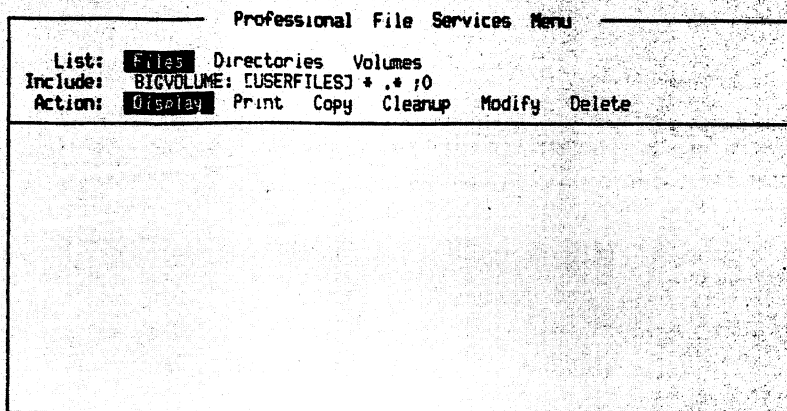 Professional File Services Menu
List: Files Directories Volumes
Include: BIGVOLUME: [USERFILES] * .* ;0
Action: Display Print Copy Cleanup Modify Delete